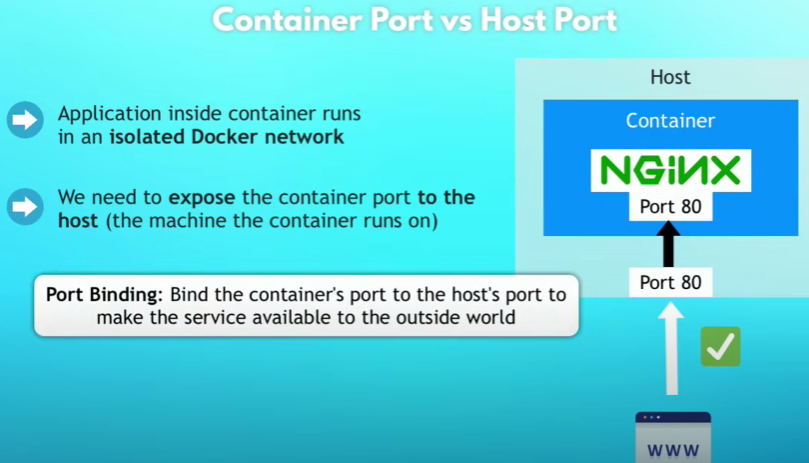 Container Port vs Host Port
Application inside container runs
in an isolated Docker network
We need to expose the container port to the
host (the machine the container runs on)
Port Binding: Bind the container's port to the host's port to
make the service available to the outside world
Host
Container
NGiNX
Port 80
Port 80
www